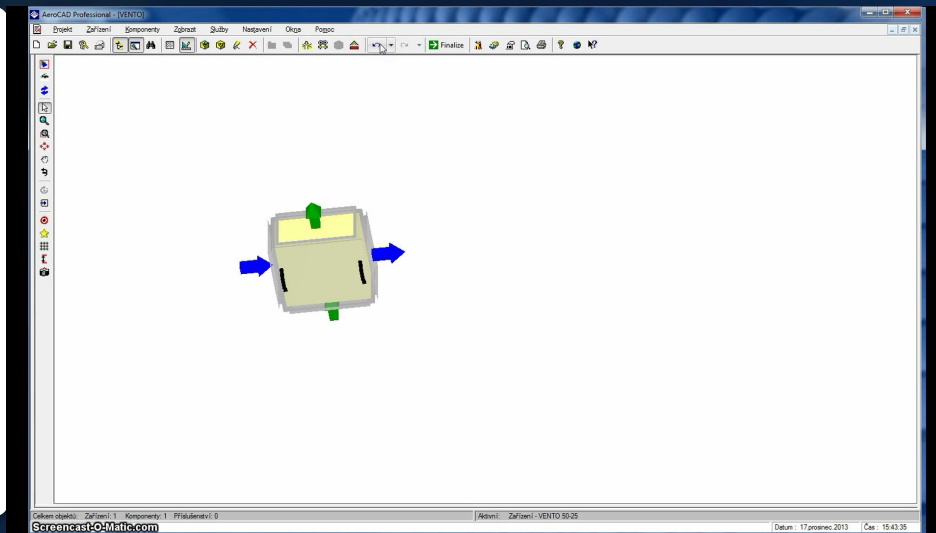 AeroCAD Professional - [VENTO]
Projekt Zařízení Komponenty Zobrazit Služby Nastavení Okna Pomoc
Finalize
Celkem objektů: Zařízení: 1 Komponenty: 1 Příslušenství: 0 Aktivní: Zařízení - VENTO 50-25
Screencast-O-Matic.com
Datum : 17.prosinec.2013 Čas : 15:43:35